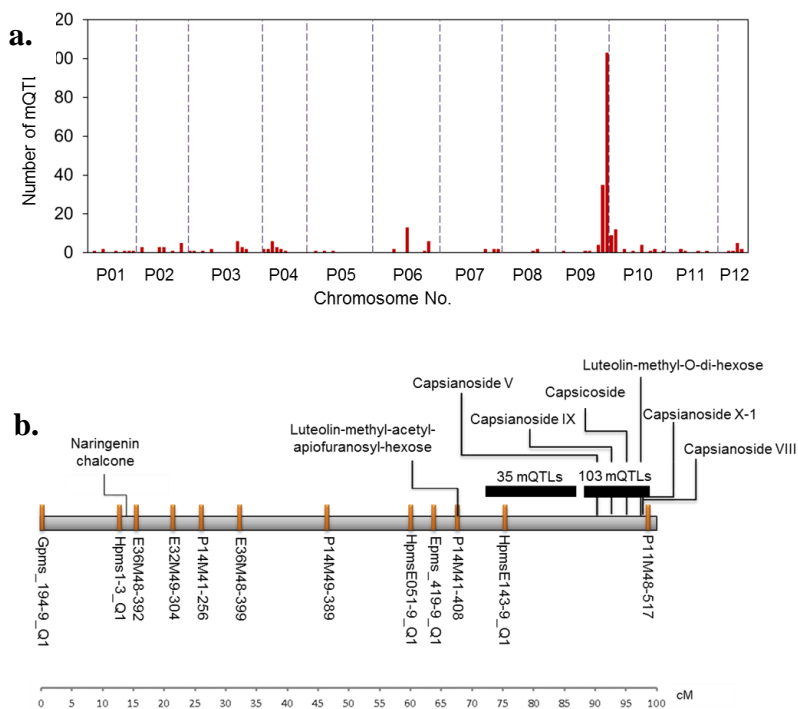 a.
20
00
80
60
40
20
0
Number of mQTl
P01 P02 P03 P04 P05 P06 P07 P08 P09 P10 P11 P12
Chromosome No.
b.
Luteolin-methyl-O-di-hexose
Capsianoside V
Capsicoside
Capsianoside IX
Capsianoside X-1
Naringenin
chalcone
Luteolin-methyl-acetyl-
apiofuranosyl-hexose
Capsianoside VIII
35 mQTLs
103 mQTLs
Gpms_194-9_Q1
Hpms1-3_Q1
E36M48-392
E32M49-304
P14M41-256
E36M48-399
P14M49-389
HpmsE051-9_Q1
Epms_419-9_Q1
P14M41-408
HpmsE143-9_Q1
P11M48-517
0 5 10 15 20 25 30 35 40 45 50 55 60 65 70 75 80 85 90 95 100 cM